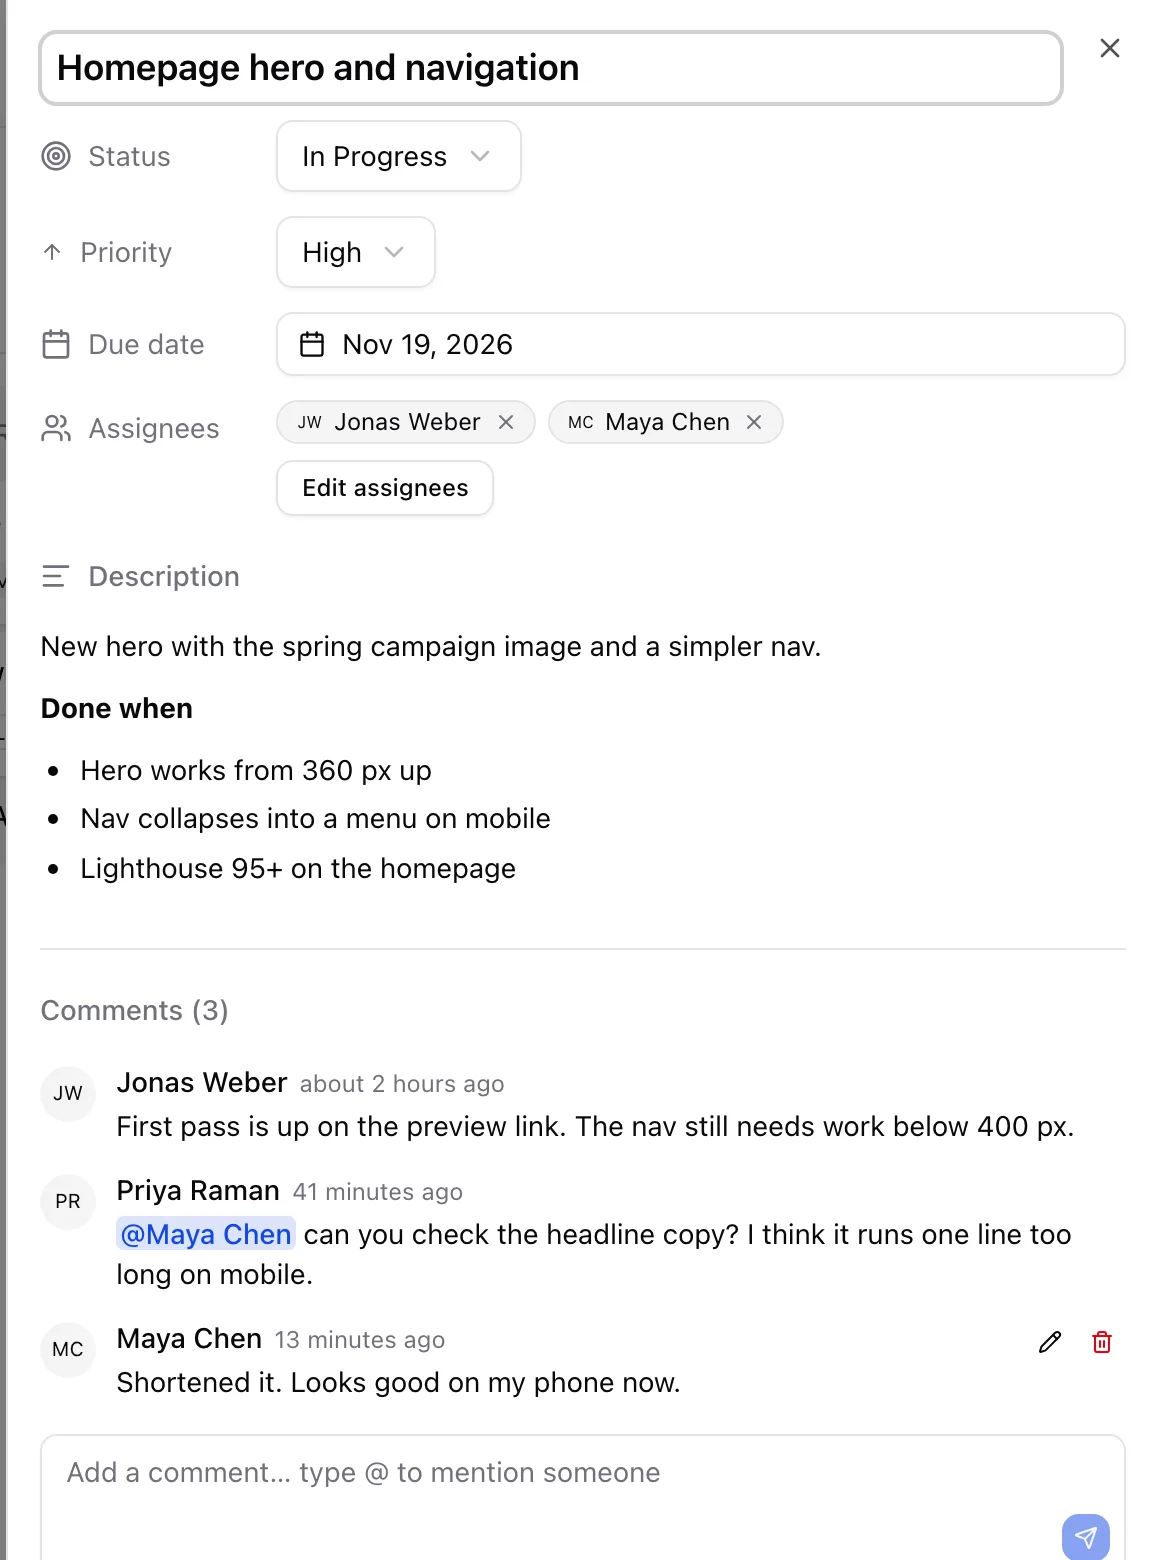 Homepage hero and navigation
Status
In Progress
Priority
High
Due date
Nov 19, 2026
Assignees
JW Jonas Weber
MC Maya Chen
Edit assignees
Description
New hero with the spring campaign image and a simpler nav.
Done when
• Hero works from 360 px up
• Nav collapses into a menu on mobile
• Lighthouse 95+ on the homepage
Comments (3)
JW
Jonas Weber about 2 hours ago
First pass is up on the preview link. The nav still needs work below 400 px.
PR
Priya Raman 41 minutes ago
@Maya Chen can you check the headline copy? I think it runs one line too
long on mobile.
MC
Maya Chen 13 minutes ago
Shortened it. Looks good on my phone now.
Add a comment... type @ to mention someone